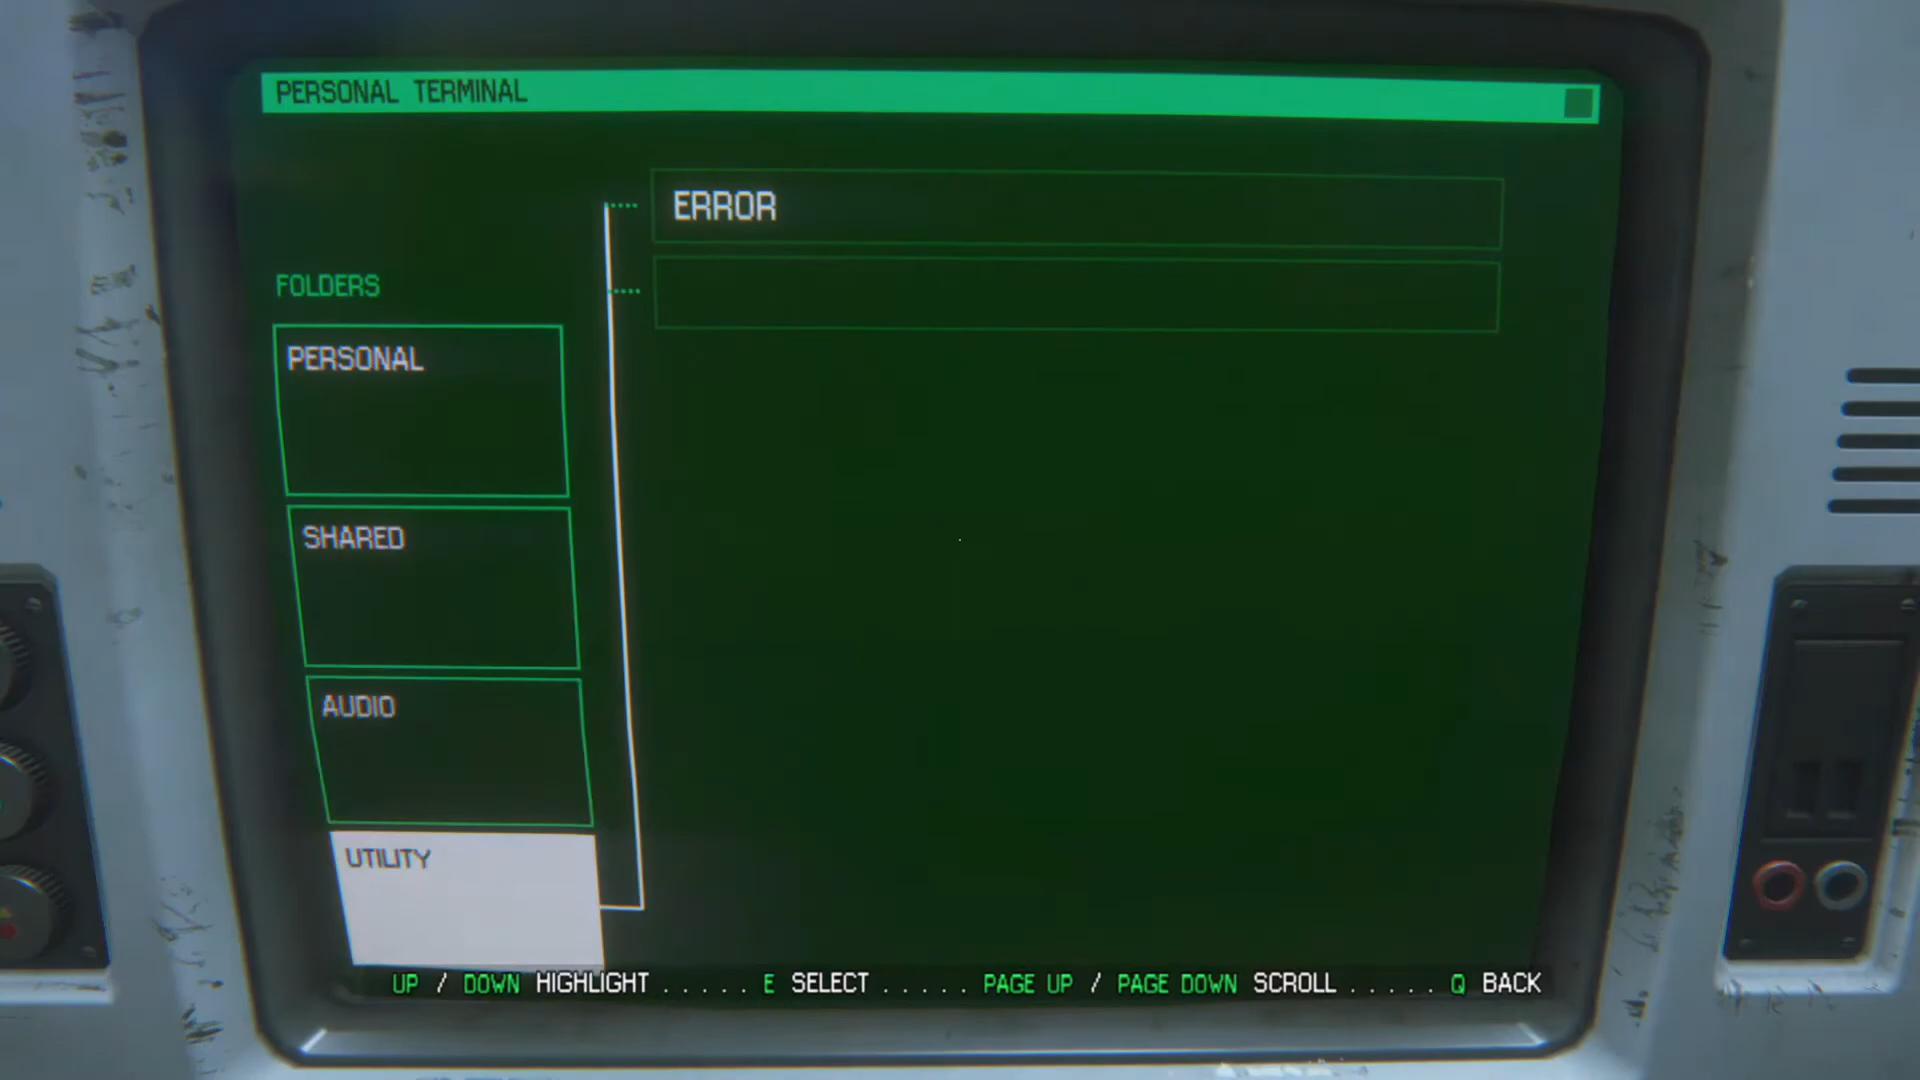 PERSONAL TERMINAL
ERROR
FOLDERS
PERSONAL
SHARED
AUDIO
UTILITY
UP / DOWN HIGHLIGHT ..... E SELECT ..... PAGE UP / PAGE DOWN SCROLL ..... Q BACK